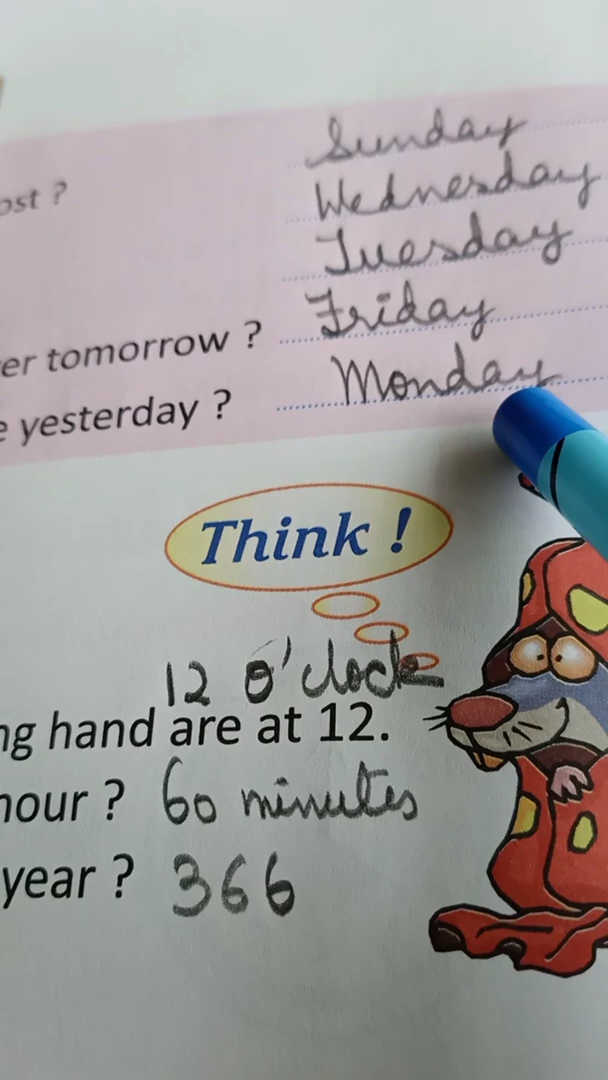 Sunday
ost ?
Wednesday
Tuesday
er tomorrow ? Friday
e yesterday ? Monday
Think !
12 o'clock
ng hand are at 12.
hour ? 60 minutes
year ? 366